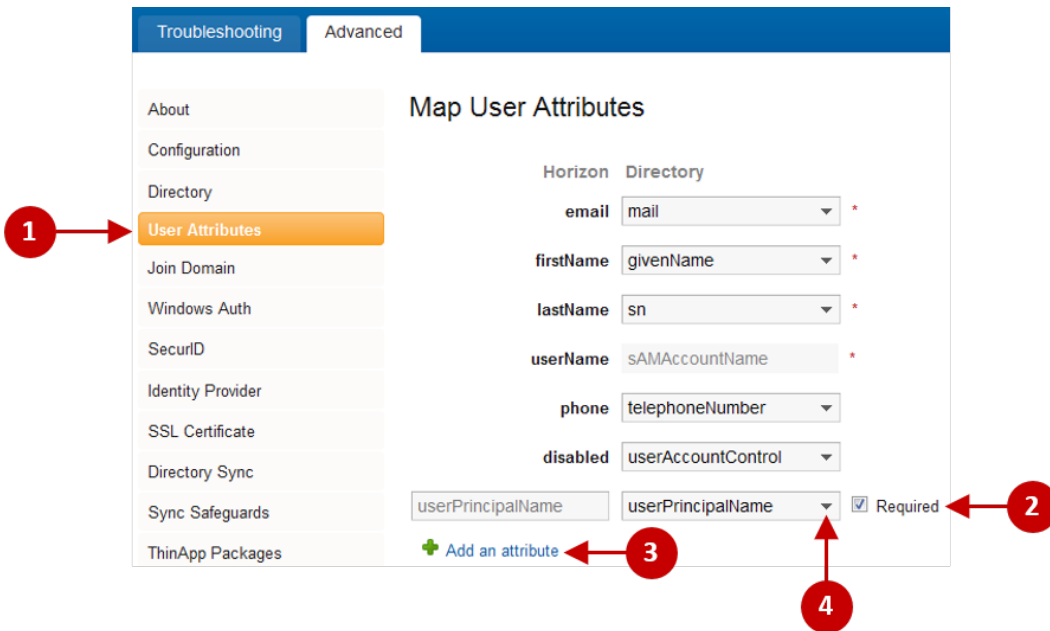 Troubleshooting Advanced
About
Configuration
Directory
User Attributes
Join Domain
Windows Auth
SecurID
Identity Provider
SSL Certificate
Directory Sync
Sync Safeguards
ThinApp Packages
Map User Attributes
Horizon Directory
email mail *
firstName givenName *
lastName sn *
userName sAMAccountName *
phone telephoneNumber
disabled userAccountControl
userPrincipalName userPrincipalName Required
Add an attribute
1
2
3
4